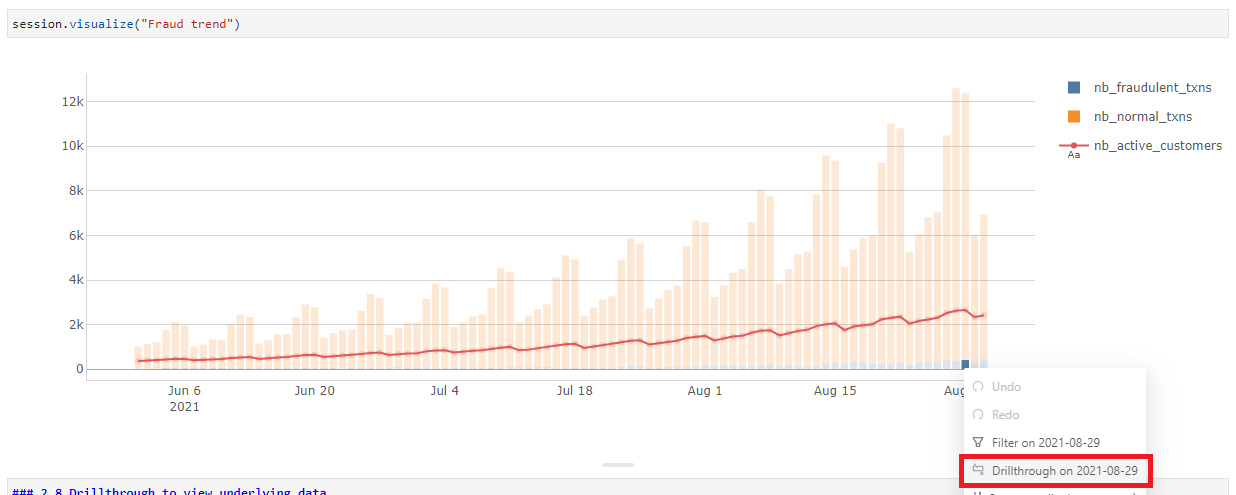 session.visualize("Fraud trend")
12k
10k
8k
6k
4k
2k
0
Jun 6
2021
Jun 20
Jul 4
Jul 18
Aug 1
Aug 15
nb_fraudulent_txns
nb_normal_txns
Aa nb_active_customers
Undo
Redo
Filter on 2021-08-29
Drillthrough on 2021-08-29
### 2.8 Drillthrough to view underlying data